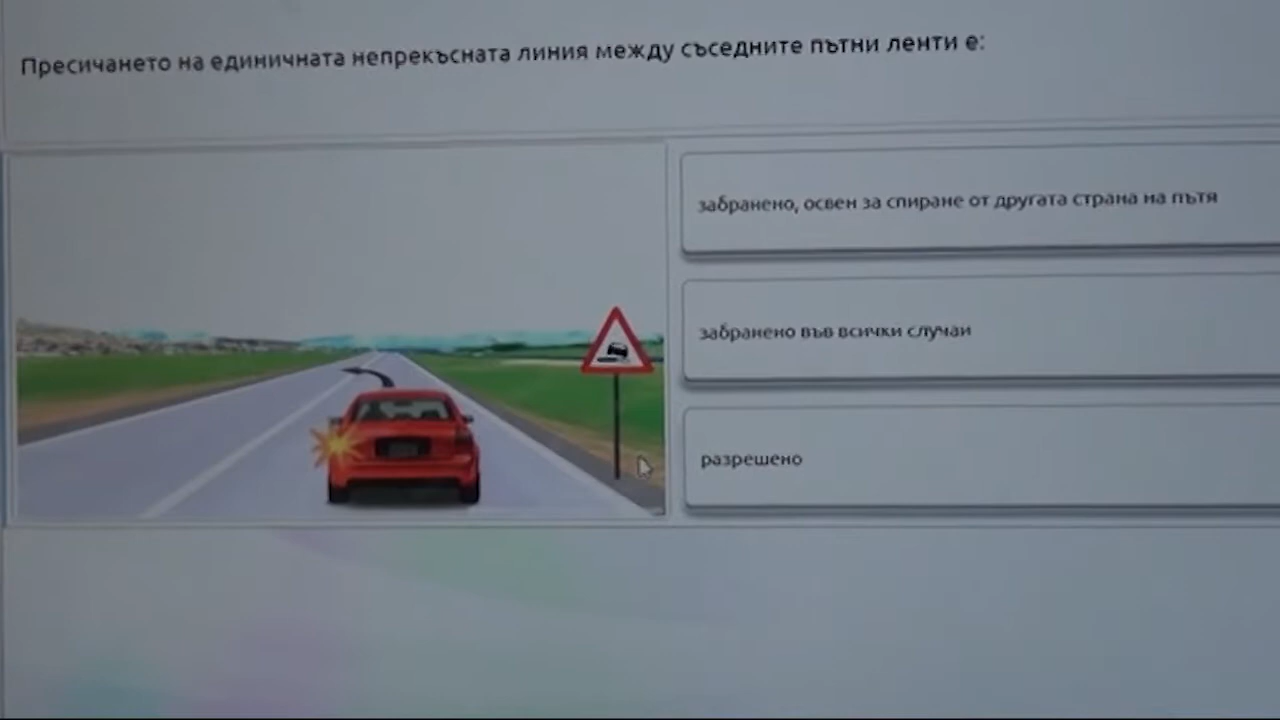 Пресичането на единичната непрекъсната линия между съседните пътни ленти е:
забранено, освен за спиране от другата страна на пътя
забранено във всички случаи
разрешено